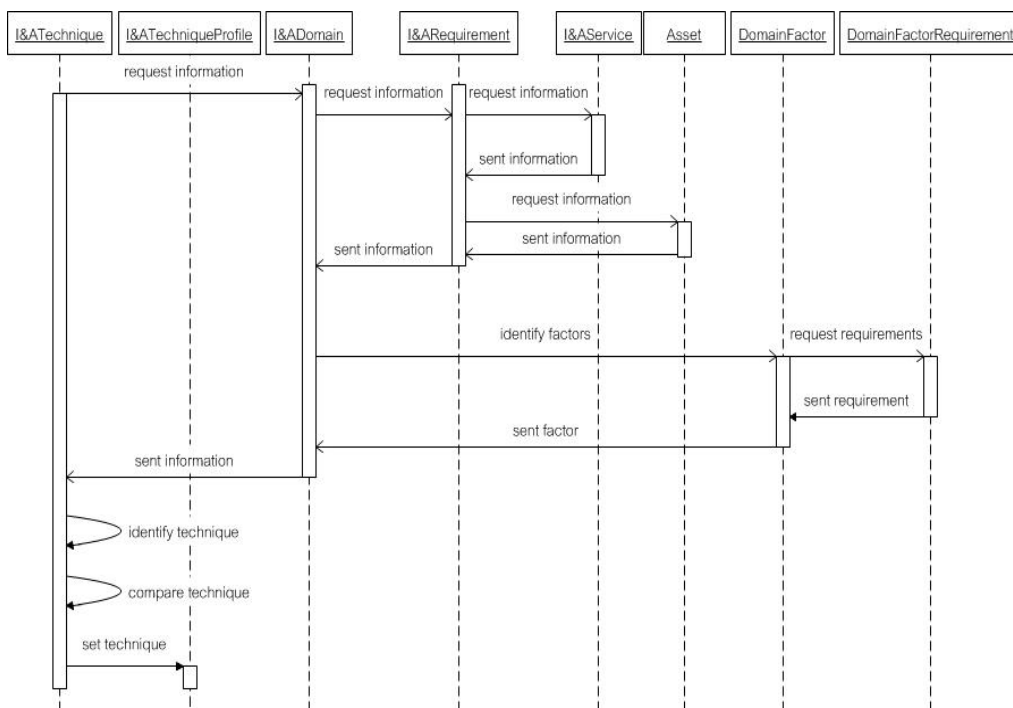 I&ATechnique
I&ATechniqueProfile
I&ADomain
I&ARequirement
I&AService
Asset
DomainFactor
DomainFactorRequirement
request information
request information
request information
sent information
request information
sent information
sent information
identify factors
request requirements
sent requirement
sent factor
sent information
identify technique
compare technique
set technique